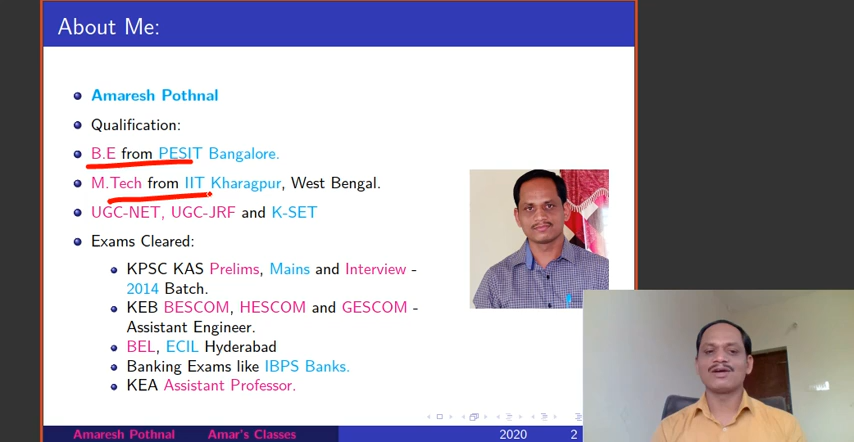 About Me:
Amaresh Pothnal
Qualification:
B.E from PESIT Bangalore.
M.Tech from IIT Kharagpur, West Bengal.
UGC-NET, UGC-JRF and K-SET
Exams Cleared:
KPSC KAS Prelims, Mains and Interview -
2014 Batch.
KEB BESCOM, HESCOM and GESCOM -
Assistant Engineer.
BEL, ECIL Hyderabad
Banking Exams like IBPS Banks.
KEA Assistant Professor.
Amaresh Pothnal Amar's Classes 2020 2